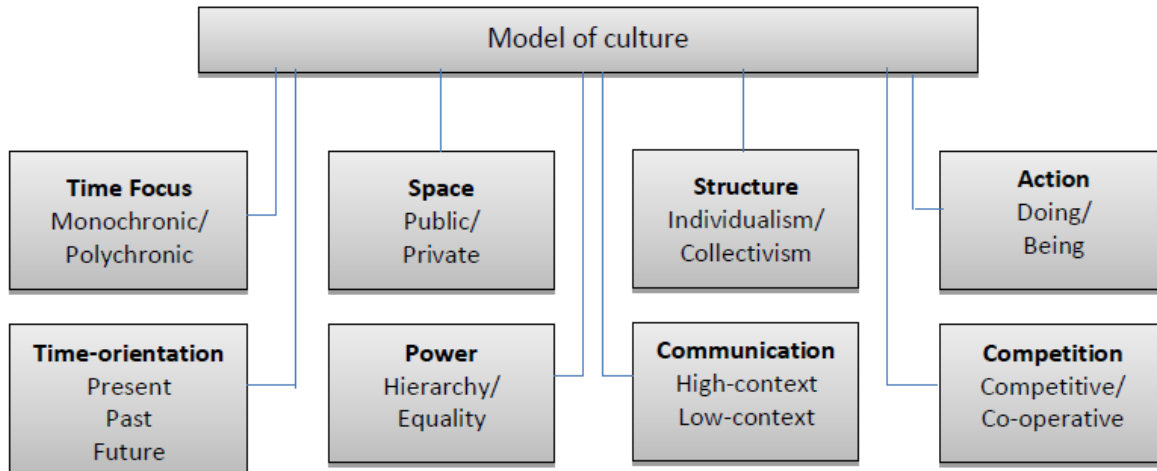 Model of culture
Time Focus
Monochronic/
Polychronic
Space
Public/
Private
Structure
Individualism/
Collectivism
Action
Doing/
Being
Time-orientation
Present
Past
Future
Power
Hierarchy/
Equality
Communication
High-context
Low-context
Competition
Competitive/
Co-operative